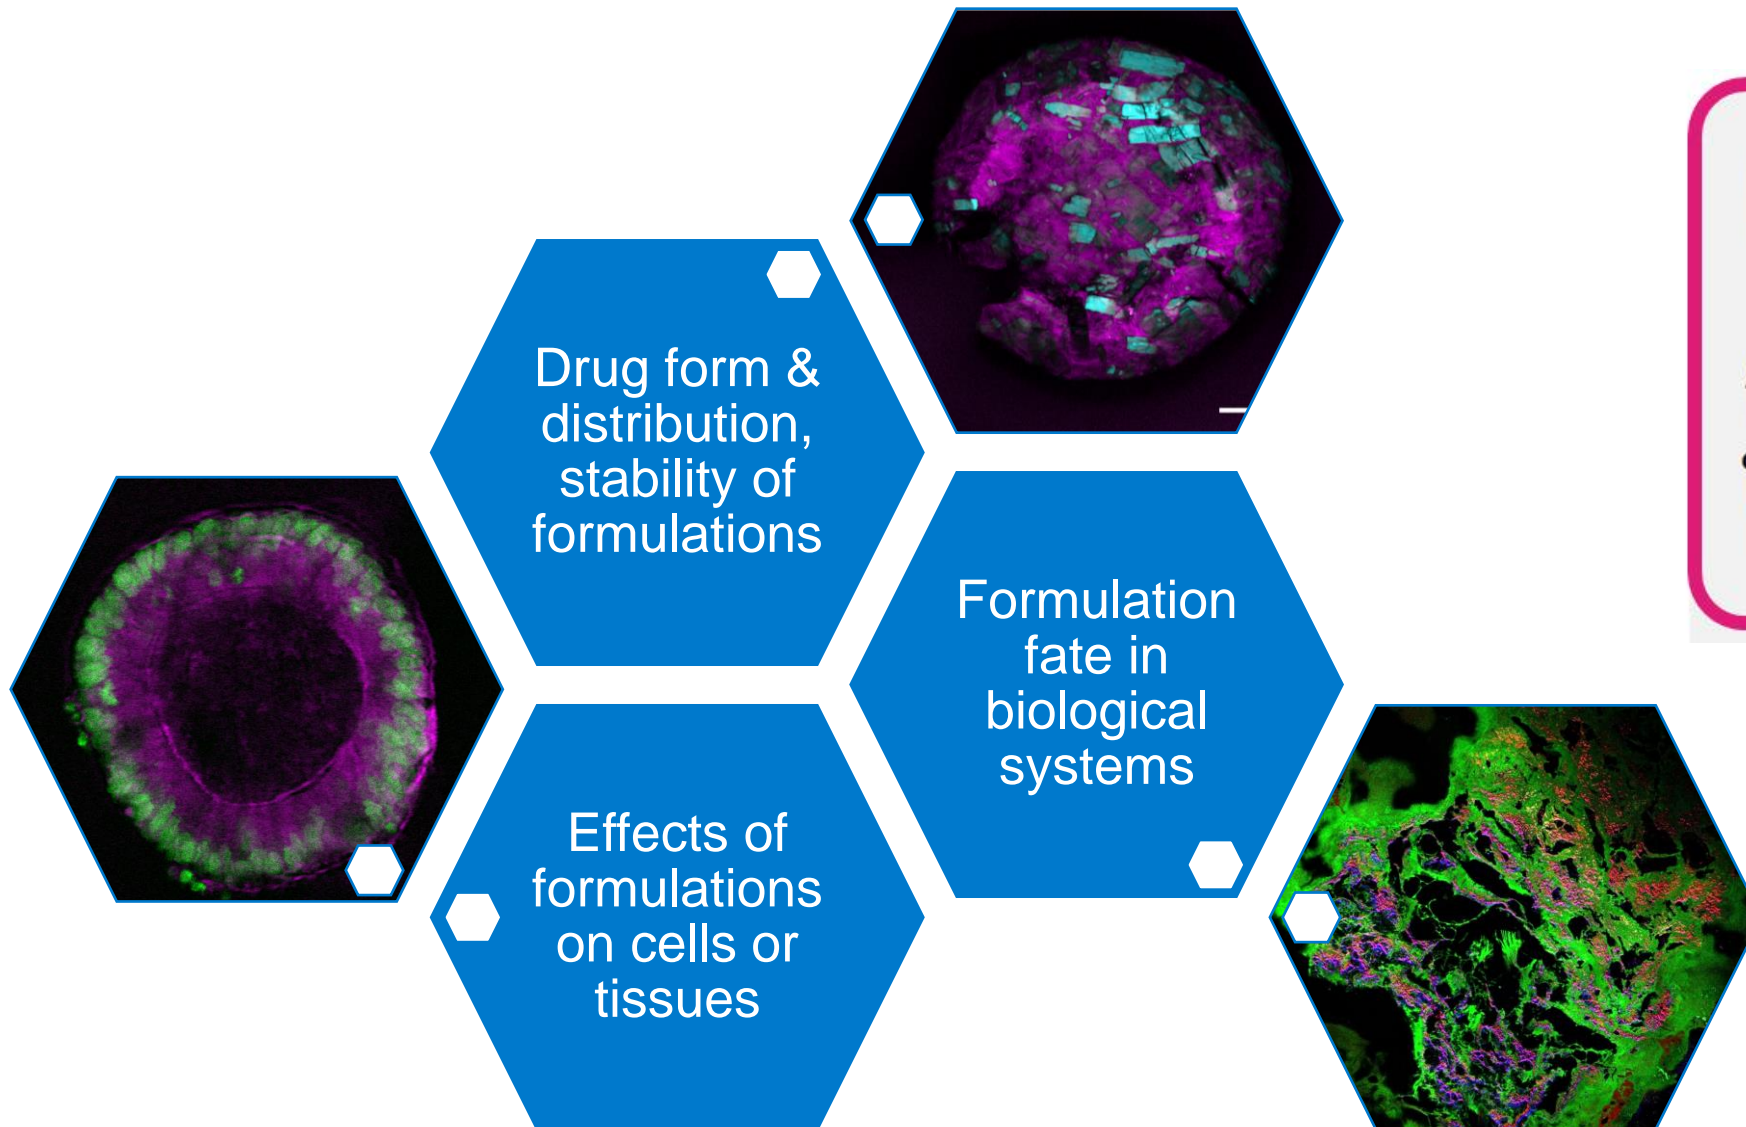 Drug form &
distribution,
stability of
formulations
Formulation
fate in
biological
systems
Effects of
formulations
on cells or
tissues